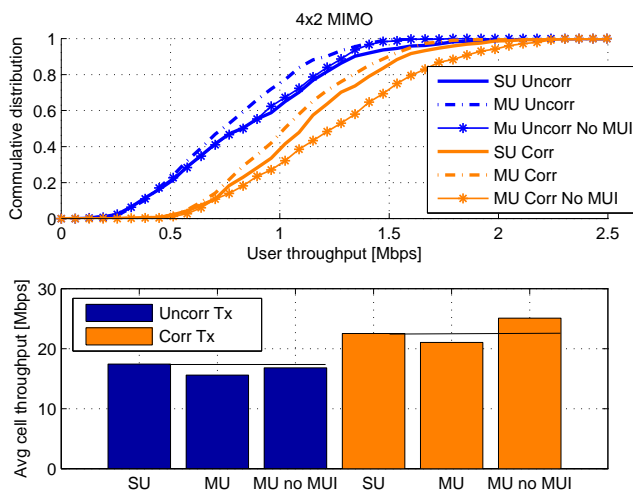 4x2 MIMO
Commulative distribution
1
0.8
0.6
0.4
0.2
0
0
0.5
1
1.5
2
2.5
User throughput [Mbps]
SU Uncorr
MU Uncorr
Mu Uncorr No MUI
SU Corr
MU Corr
MU Corr No MUI
Avg cell throughput [Mbps]
30
20
10
0
Uncorr Tx
Corr Tx
SU
MU
MU no MUI
SU
MU
MU no MUI